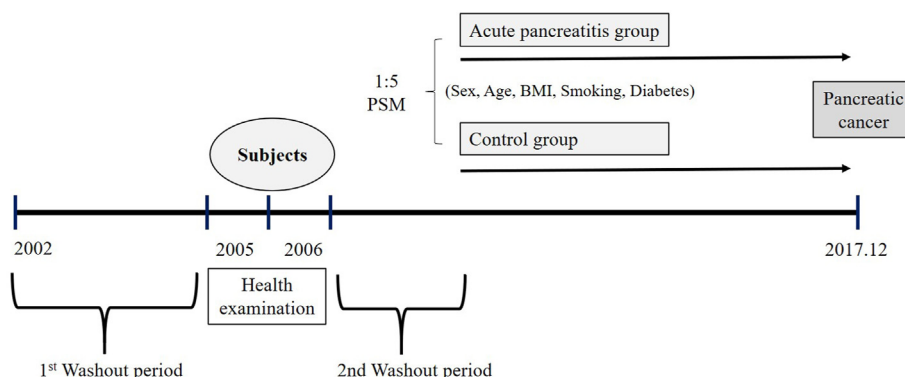 Acute pancreatitis group
1:5
PSM
(Sex, Age, BMI, Smoking, Diabetes)
Pancreatic
cancer
Control group
Subjects
2002
2005
2006
2017.12
Health
examination
1st Washout period
2nd Washout period